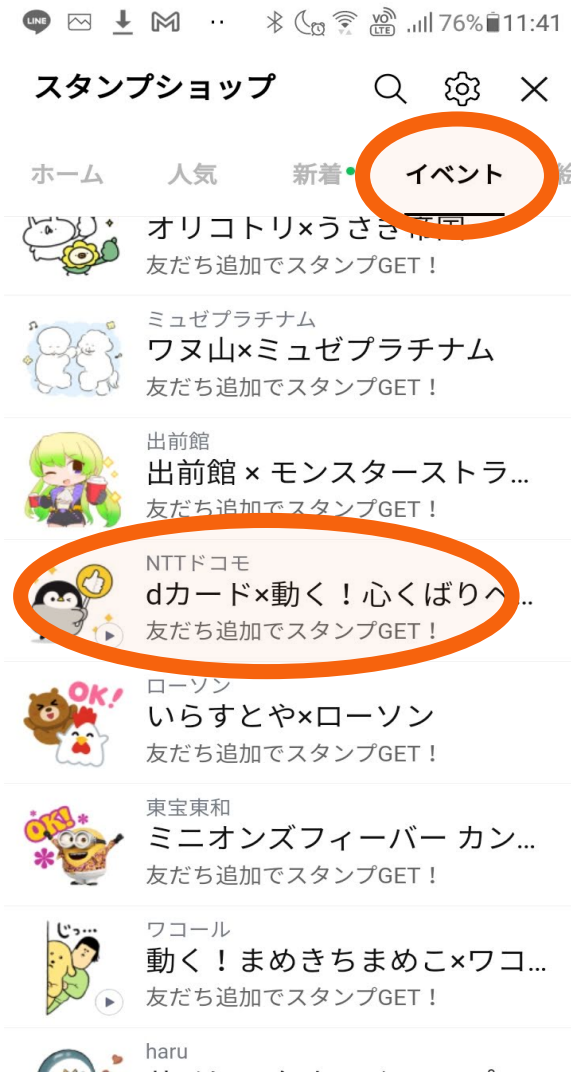 LINE
VO
LTE
76%
11:41
スタンプショップ
ホーム
人気
新着
イベント
オリコトリ×うさぎ帝国
友だち追加でスタンプGET！
ミュゼプラチナム
ワヌ山×ミュゼプラチナム
友だち追加でスタンプGET！
出前館
出前館 × モンスターストラ...
友だち追加でスタンプGET！
NTTドコモ
dカード×動く！心くばりペ...
友だち追加でスタンプGET！
OK!
ローソン
いらすとや×ローソン
友だち追加でスタンプGET！
OK!
東宝東和
ミニオンズフィーバー カン...
友だち追加でスタンプGET！
じっ…
ワコール
動く！まめきちまめこ×ワコ...
友だち追加でスタンプGET！
haru